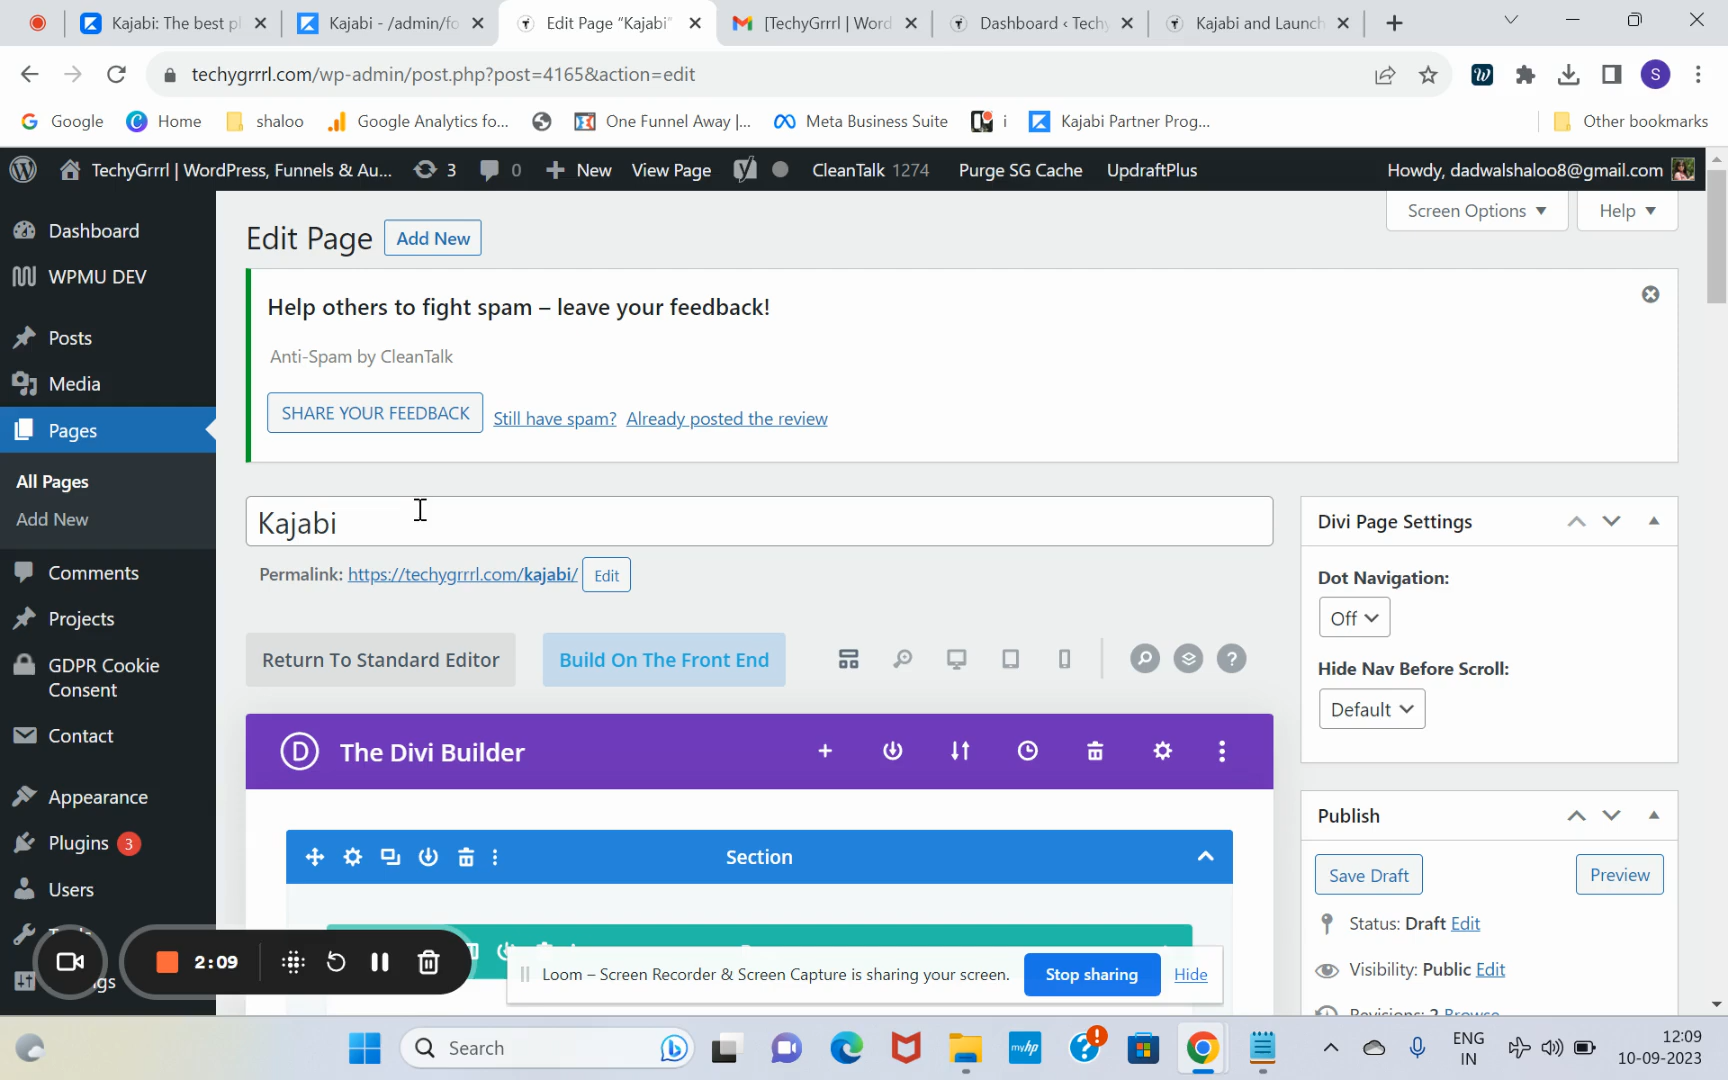 Kajabi: The best pl
Kajabi - /admin/fo
Edit Page “Kajabi”
[TechyGrrrl | Word
Dashboard ‹ Techy
Kajabi and Launch
techygrrrl.com/wp-admin/post.php?post=4165&action=edit
S
Google
Home
shaloo
Google Analytics fo...
One Funnel Away |...
Meta Business Suite
i
Kajabi Partner Prog...
Other bookmarks
TechyGrrrl | WordPress, Funnels & Au...
3
0
New
View Page
CleanTalk 1274
Purge SG Cache
UpdraftPlus
Howdy, dadwalshaloo8@gmail.com
Dashboard
WPMU DEV
Posts
Media
Pages
All Pages
Add New
Comments
Projects
GDPR Cookie
Consent
Contact
Appearance
Plugins 3
Users
Edit Page
Add New
Screen Options
Help
Help others to fight spam – leave your feedback!
Anti-Spam by CleanTalk
SHARE YOUR FEEDBACK
Still have spam?
Already posted the review
Kajabi
Permalink: https://techygrrrl.com/kajabi/
Edit
Return To Standard Editor
Build On The Front End
D
The Divi Builder
Section
Divi Page Settings
Dot Navigation:
Off
Hide Nav Before Scroll:
Default
Publish
Save Draft
Preview
Status: Draft Edit
Visibility: Public Edit
2:09
Loom – Screen Recorder & Screen Capture is sharing your screen.
Stop sharing
Hide
Search
myhp
ENG
IN
12:09
10-09-2023